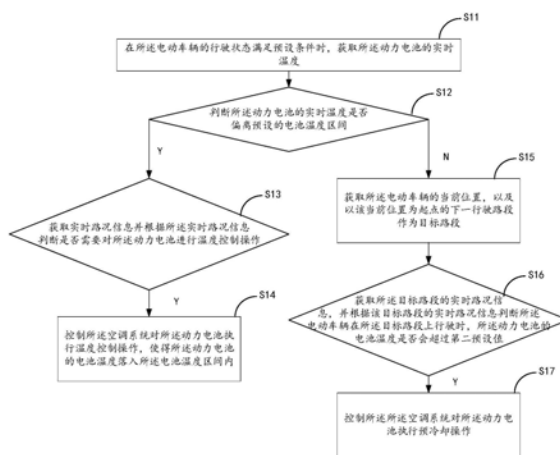 S11
在所述电动车辆的行驶状态满足预设条件时，获取所述动力电池的实时
温度
S12
判断所述动力电池的实时温度是否
偏离预设的电池温度区间
Y
N
S13
获取实时路况信息并根据所述实时路况信息
判断是否需要对所述动力电池进行温度控制操作
Y
S14
控制所述空调系统对所述动力电池执
行温度控制操作，使得所述动力电池
的电池温度落入所述电池温度区间内
S15
获取所述电动车辆的当前位置，以及
以该当前位置为起点的下一行驶路段
作为目标路段
S16
获取所述目标路段的实时路况信
息，并根据该目标路段的实时路况信息判断所述
电动车辆在所述目标路段上行驶时，所述动力电池的
电池温度是否会超过第二预设值
Y
S17
控制所述所述空调系统对所述动力电
池执行预冷却操作